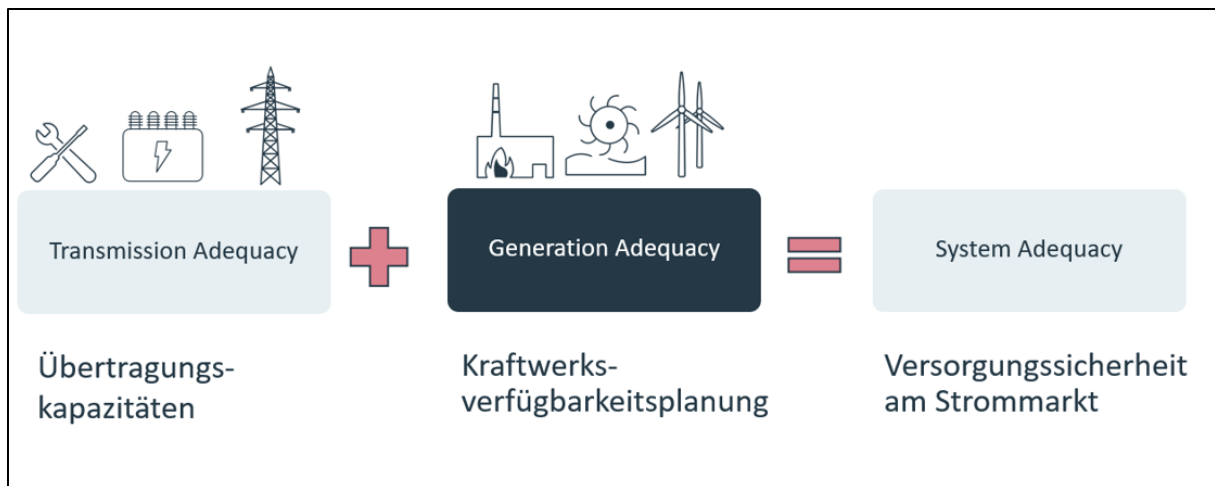 Transmission Adequacy
Generation Adequacy
System Adequacy
Übertragungs-
kapazitäten
Kraftwerks-
verfügbarkeitsplanung
Versorgungssicherheit
am Strommarkt